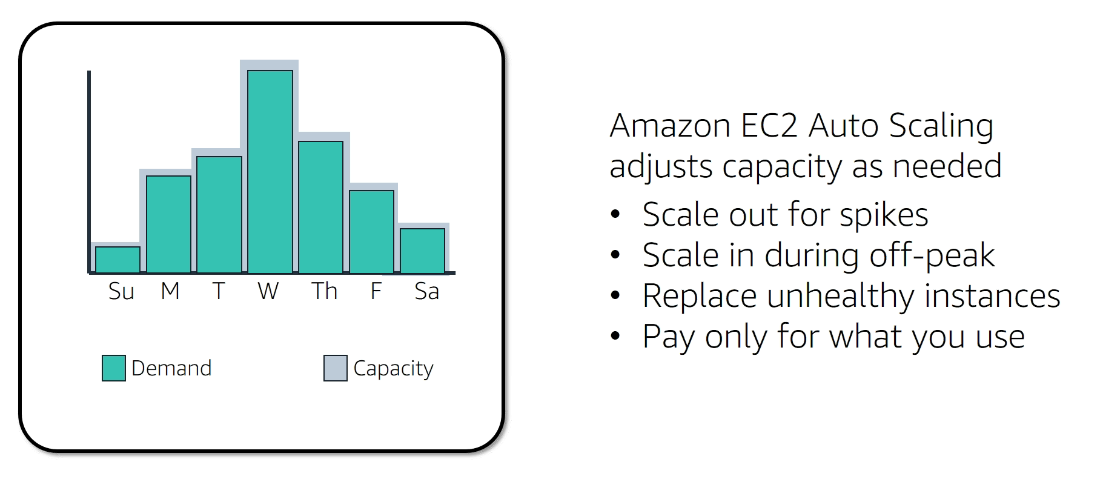 Su M T W Th F Sa
Demand Capacity
Amazon EC2 Auto Scaling
adjusts capacity as needed
• Scale out for spikes
• Scale in during off-peak
• Replace unhealthy instances
• Pay only for what you use